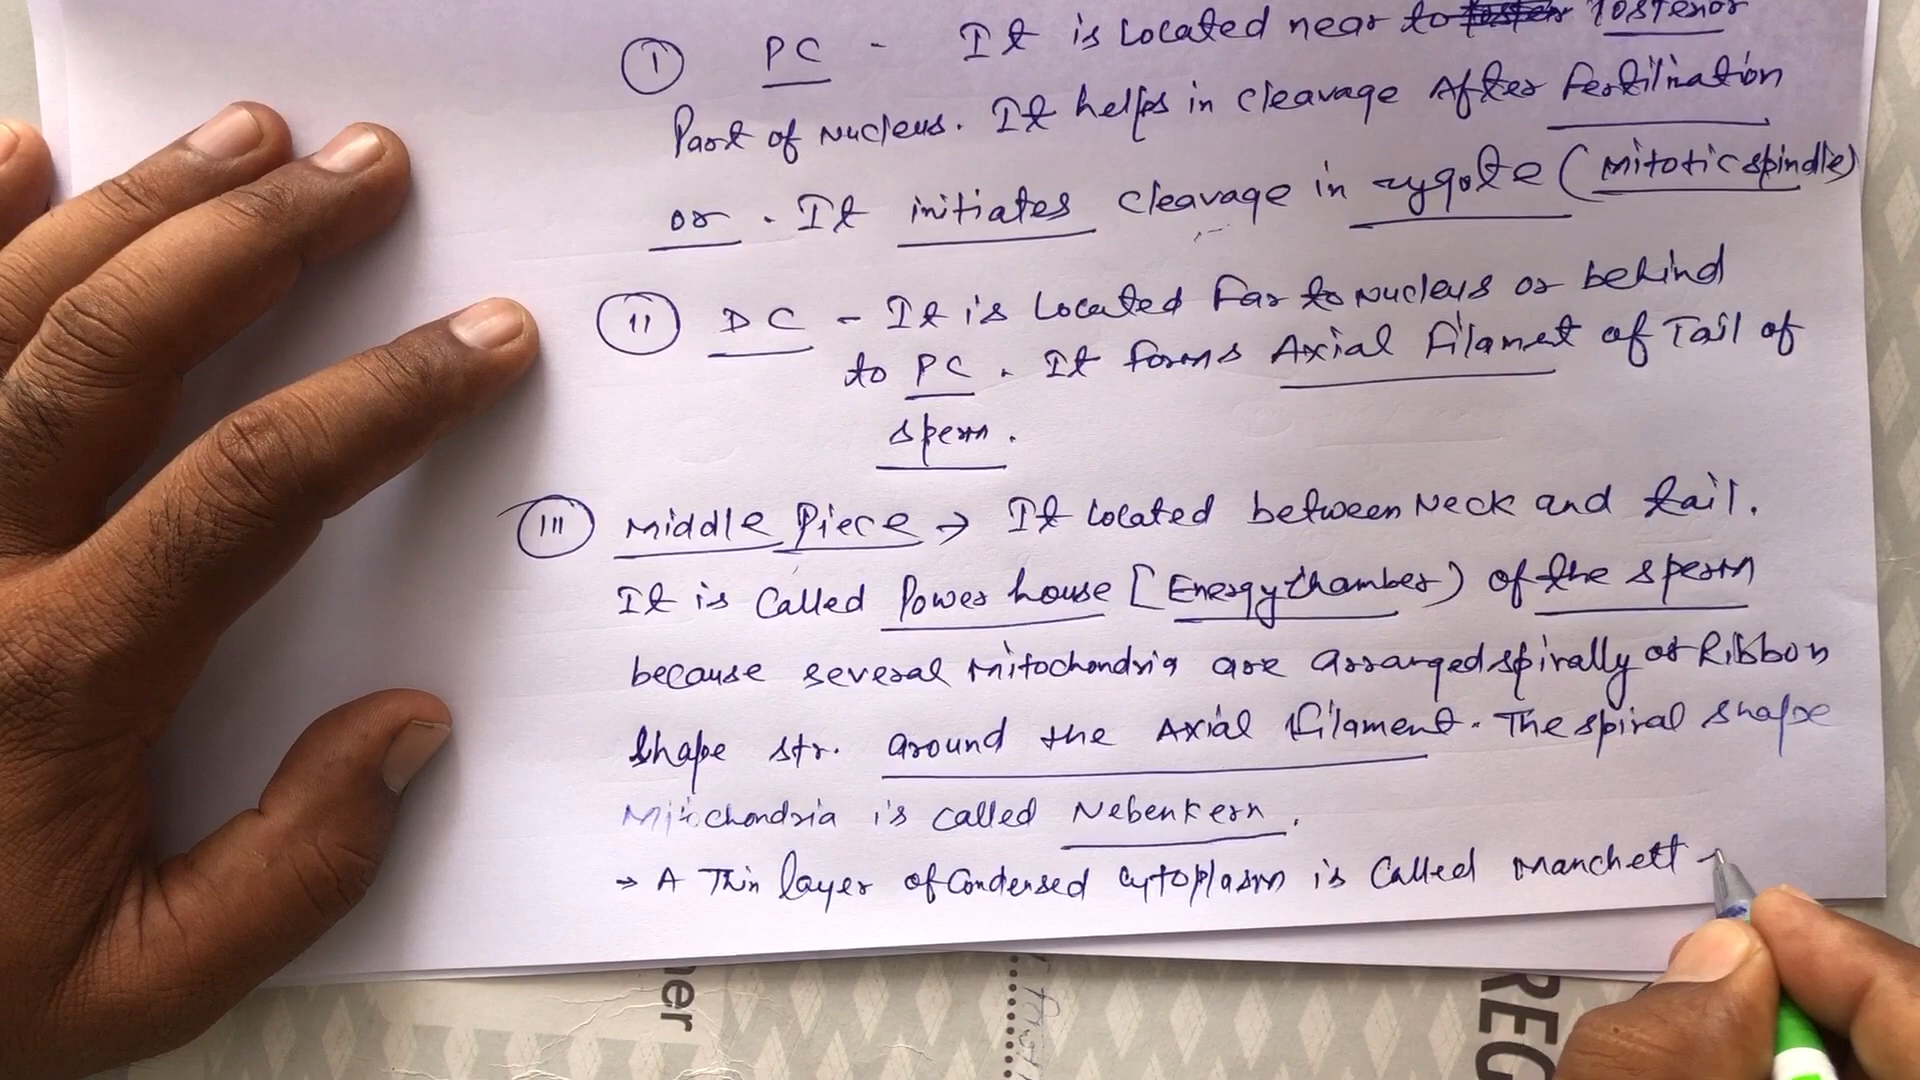 (I) PC - It is located near to Posterior
Part of Nucleus. It helps in cleavage After Fertilization
or . It initiates cleavage in zygote (mitotic spindle)
(II) DC - It is located Far to Nucleus or behind
to PC . It forms Axial Filamet of Tail of
sperm.
(III) Middle Piece → It located between Neck and tail.
It is called Power house [Energy chamber) of the sperm
because several mitochondria are arranged spirally or Ribbon
shape str. around the Axial filament. The spiral shape
Mitochondria is called Nebenkern.
→ A Thin layer of Condensed cytoplasm is Called Manchett
ner
REG